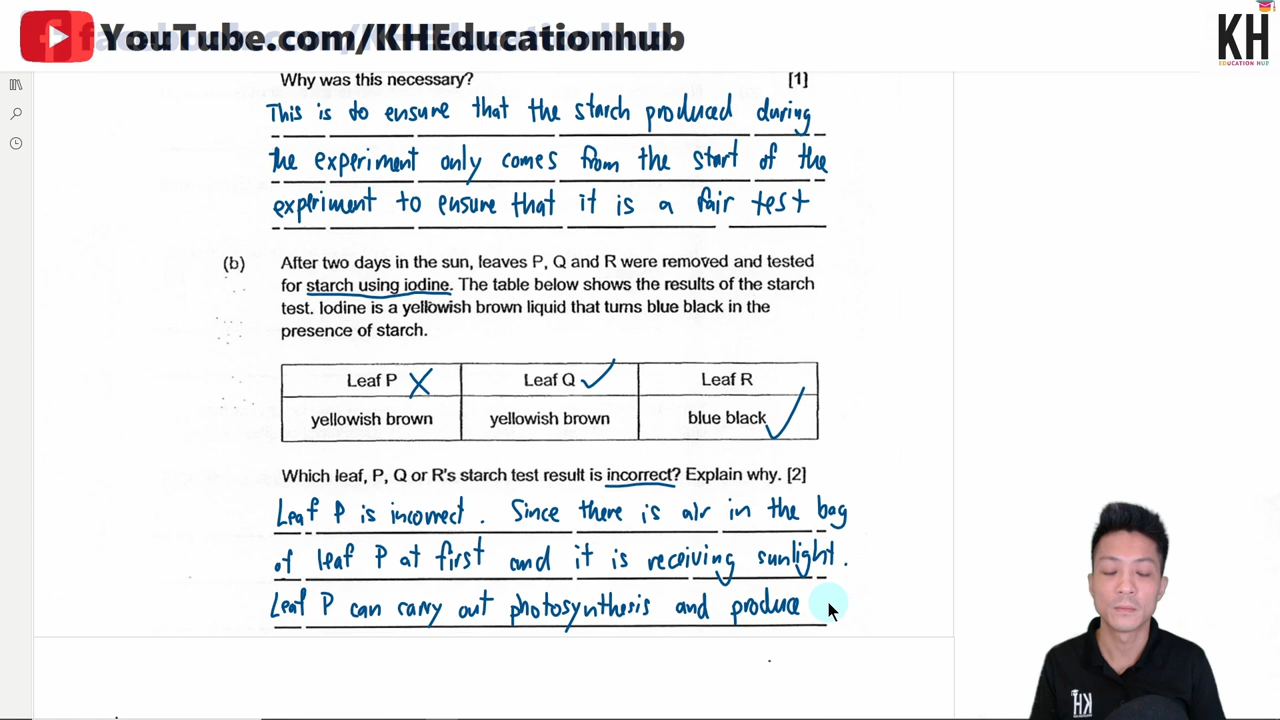 YouTube.com/KHEducationhub
KH
EDUCATION HUB
Why was this necessary? [1]
This is to ensure that the starch produced during
the experiment only comes from the start of the
experiment to ensure that it is a fair test
(b) After two days in the sun, leaves P, Q and R were removed and tested
for starch using iodine. The table below shows the results of the starch
test. Iodine is a yellowish brown liquid that turns blue black in the
presence of starch.
Leaf P Leaf Q Leaf R
yellowish brown yellowish brown blue black
Which leaf, P, Q or R's starch test result is incorrect? Explain why. [2]
Leaf P is incorrect. Since there is air in the bag
of leaf P at first and it is receiving sunlight.
Leaf P can carry out photosynthesis and produce
KH